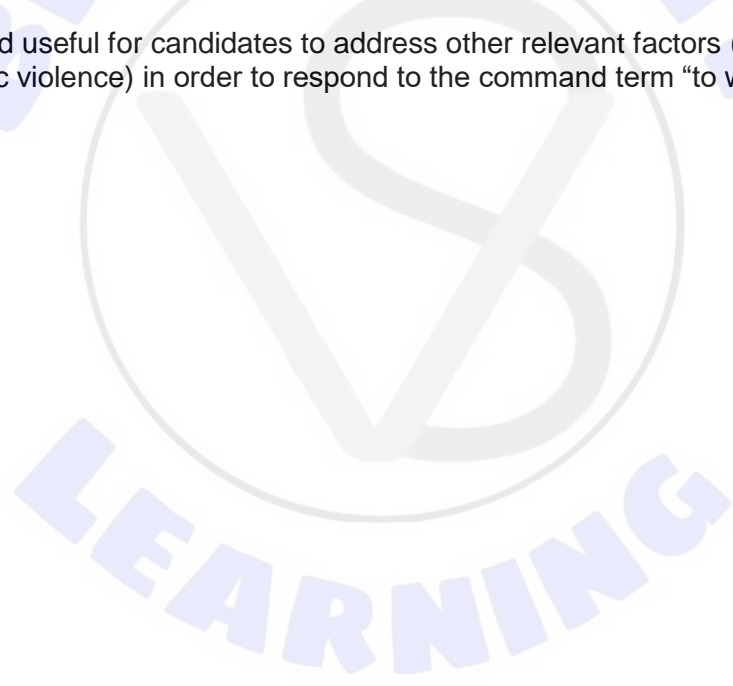 d useful for candidates to address other relevant factors (
c violence) in order to respond to the command term “to w
VS
LEARNING